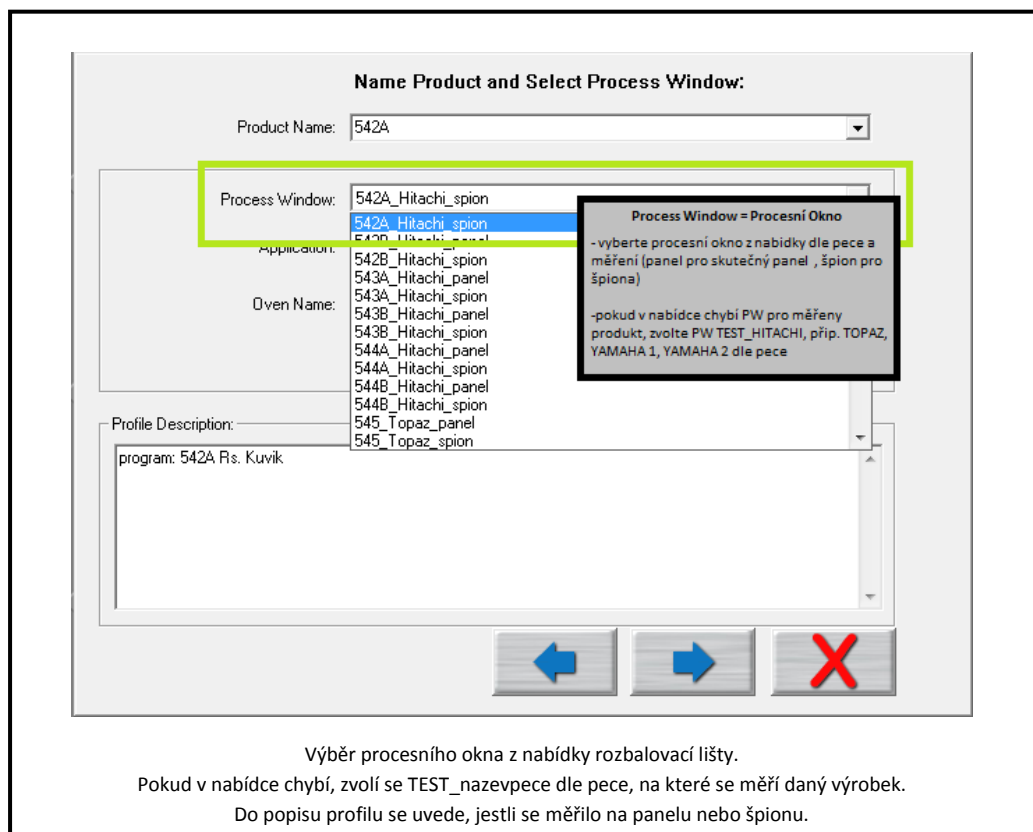 Name Product and Select Process Window:
Product Name: 542A
Process Window: 542A_Hitachi_spion
542A_Hitachi_spion
542B_Hitachi_panel
Application:
542B_Hitachi_spion
543A_Hitachi_panel
Oven Name:
543A_Hitachi_spion
543B_Hitachi_panel
543B_Hitachi_spion
544A_Hitachi_panel
544A_Hitachi_spion
544B_Hitachi_panel
544B_Hitachi_spion
545_Topaz_panel
545_Topaz_spion
Process Window = Procesní Okno
- vyberte procesní okno z nabidky dle pece a
měření (panel pro skutečný panel , špion pro
špiona)
-pokud v nabídce chybí PW pro měřeny
produkt, zvolte PW TEST_HITACHI, přip. TOPAZ,
YAMAHA 1, YAMAHA 2 dle pece
Profile Description:
program: 542A Rs. Kuvik
Výběr procesního okna z nabídky rozbalovací lišty.
Pokud v nabídce chybí, zvolí se TEST_nazevpece dle pece, na které se měří daný výrobek.
Do popisu profilu se uvede, jestli se měřilo na panelu nebo špionu.